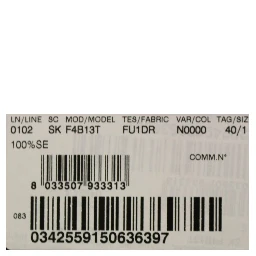 LN/LINE SC MOD/MODEL TES/FABRIC VAR/COL TAG/SIZ
0102 SK F4B13T FU1DR N0000 40/1
100%SE
COMM.N°
8 033507 933313
083
0342559150636397